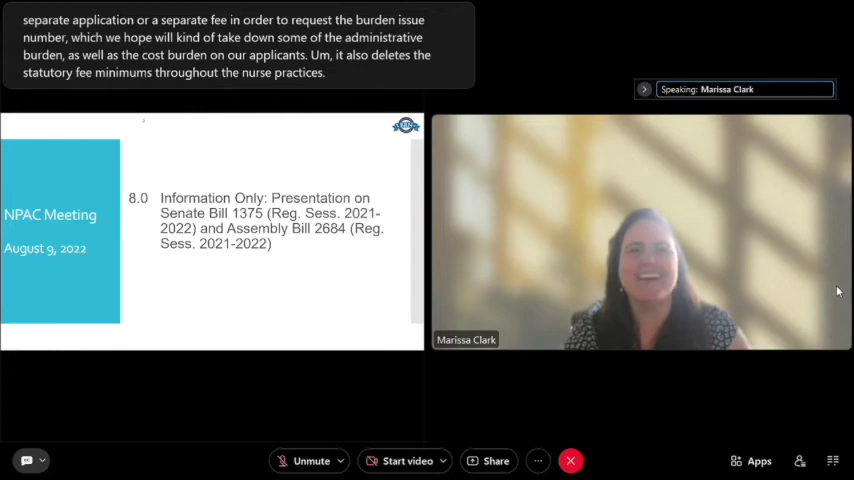 separate application or a separate fee in order to request the burden issue
number, which we hope will kind of take down some of the administrative
burden, as well as the cost burden on our applicants. Um, it also deletes the
statutory fee minimums throughout the nurse practices.
Speaking: Marissa Clark
NPAC Meeting
August 9, 2022
8.0 Information Only: Presentation on
Senate Bill 1375 (Reg. Sess. 2021-
2022) and Assembly Bill 2684 (Reg.
Sess. 2021-2022)
Marissa Clark
Unmute
Start video
Share
Apps